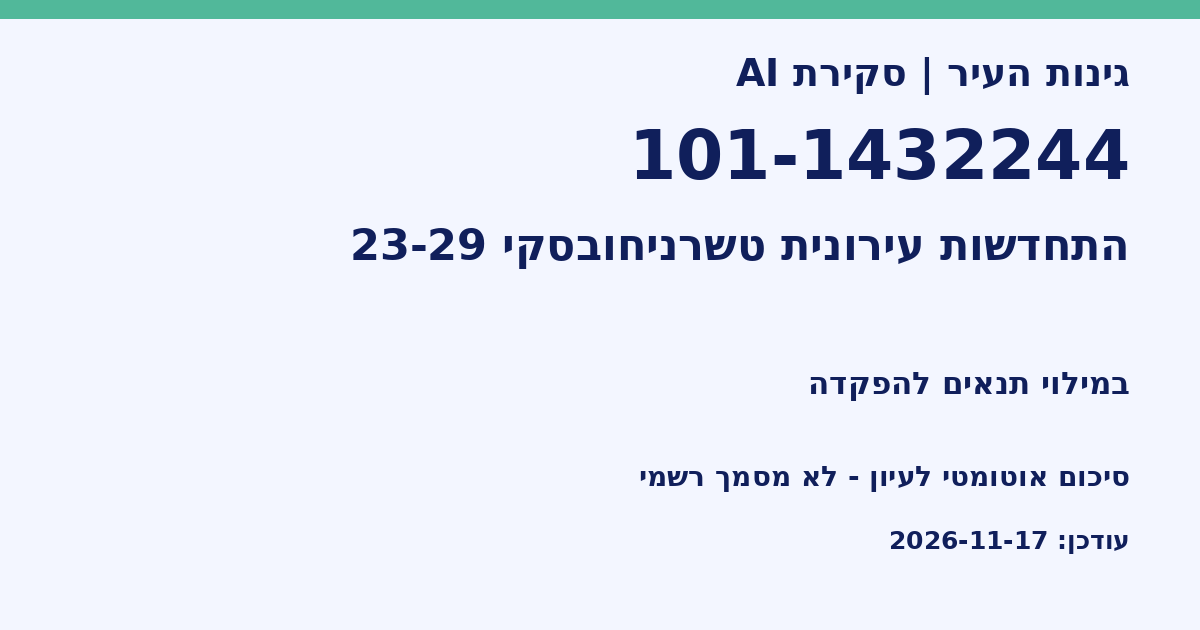 גינות העיר | סקירת AI
101-1432244
התחדשות עירונית טשרניחובסקי 23-29
במילוי תנאים להפקדה
סיכום אוטומטי לעיון - לא מסמך רשמי
עודכן: 2026-11-17